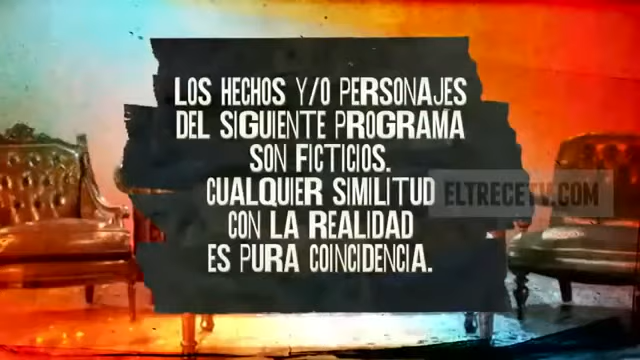 LOS HECHOS Y/O PERSONAJES
DEL SIGUIENTE PROGRAMA
SON FICTICIOS.
CUALQUIER SIMILITUD
CON LA REALIDAD
ES PURA COINCIDENCIA.
ELTRECETV.COM